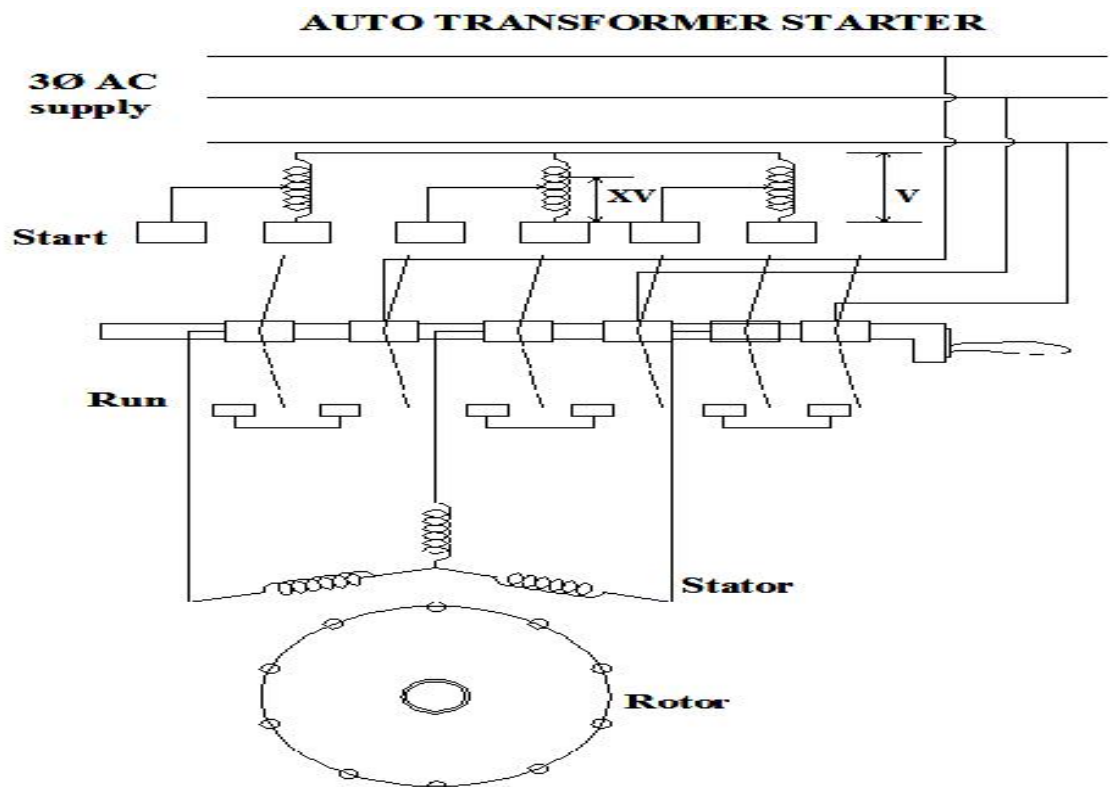 AUTO TRANSFORMER STARTER
3Ø AC
supply
XV
V
Start
Run
Stator
Rotor